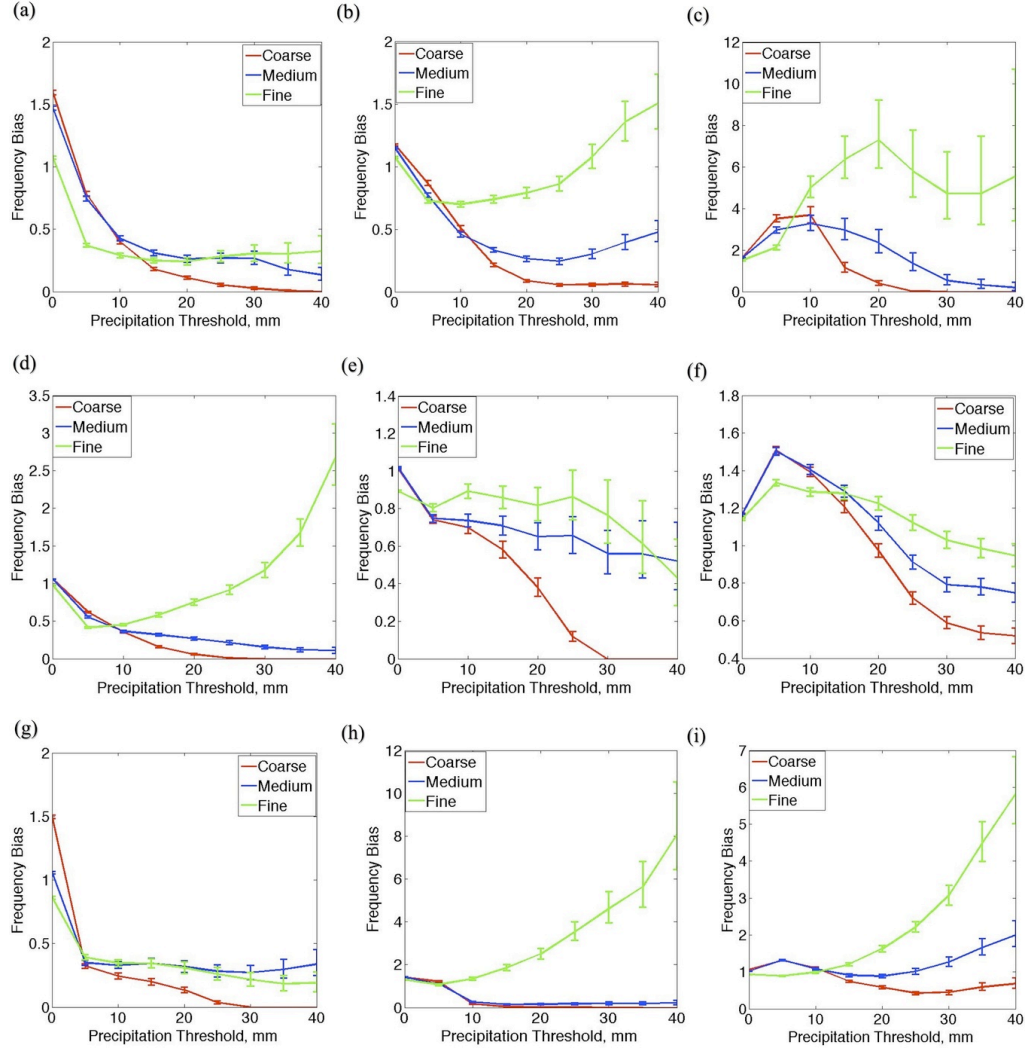 (a)
2
1.5
1
0.5
0
0 10 20 30 40
Frequency Bias
Precipitation Threshold, mm
Coarse
Medium
Fine
(b)
2
1.5
1
0.5
0
0 10 20 30 40
Frequency Bias
Precipitation Threshold, mm
Coarse
Medium
Fine
(c)
12
10
8
6
4
2
0
0 10 20 30 40
Frequency Bias
Precipitation Threshold, mm
Coarse
Medium
Fine
(d)
3.5
3
2.5
2
1.5
1
0.5
0
0 10 20 30 40
Frequency Bias
Precipitation Threshold, mm
Coarse
Medium
Fine
(e)
1.4
1.2
1
0.8
0.6
0.4
0.2
0
0 10 20 30 40
Frequency Bias
Precipitation Threshold, mm
Coarse
Medium
Fine
(f)
1.8
1.6
1.4
1.2
1
0.8
0.6
0.4
0 10 20 30 40
Frequency Bias
Precipitation Threshold, mm
Coarse
Medium
Fine
(g)
2
1.5
1
0.5
0
0 10 20 30 40
Frequency Bias
Precipitation Threshold, mm
Coarse
Medium
Fine
(h)
12
10
8
6
4
2
0
0 10 20 30 40
Frequency Bias
Precipitation Threshold, mm
Coarse
Medium
Fine
(i)
7
6
5
4
3
2
1
0
0 10 20 30 40
Frequency Bias
Precipitation Threshold, mm
Coarse
Medium
Fine